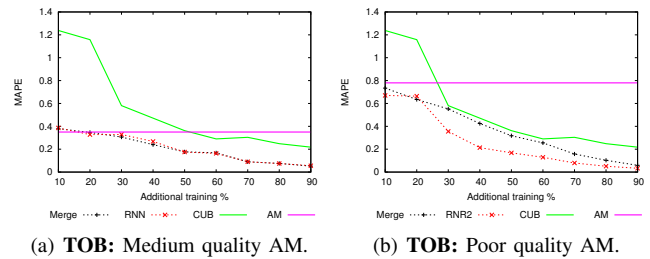 1.4
1.2
1
0.8
0.6
0.4
0.2
0
MAPE
10 20 30 40 50 60 70 80 90
Additional training %
Merge RNN CUB AM
(a) TOB: Medium quality AM.
1.4
1.2
1
0.8
0.6
0.4
0.2
0
MAPE
10 20 30 40 50 60 70 80 90
Additional training %
Merge RNR2 CUB AM
(b) TOB: Poor quality AM.